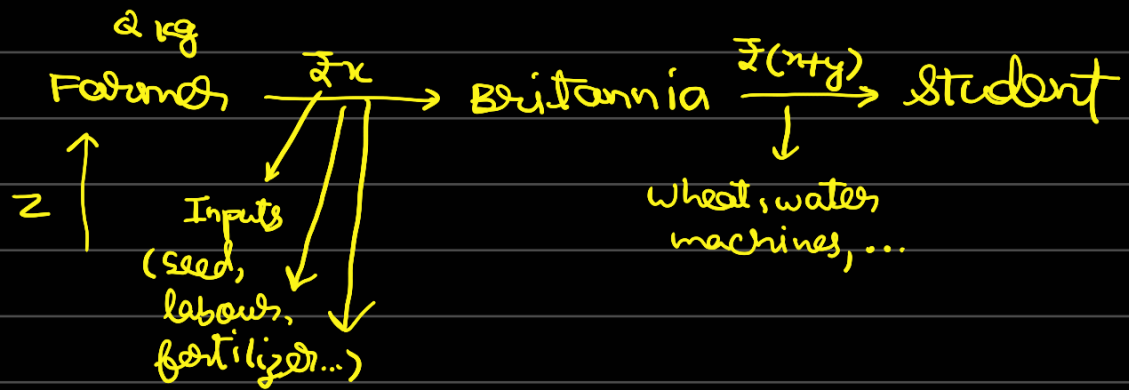 2 kg
Farmer ₹x Britannia ₹(x+y) Student
Z
Inputs
(seed,
labour,
fertilizer...)
wheat, water
machines, ...